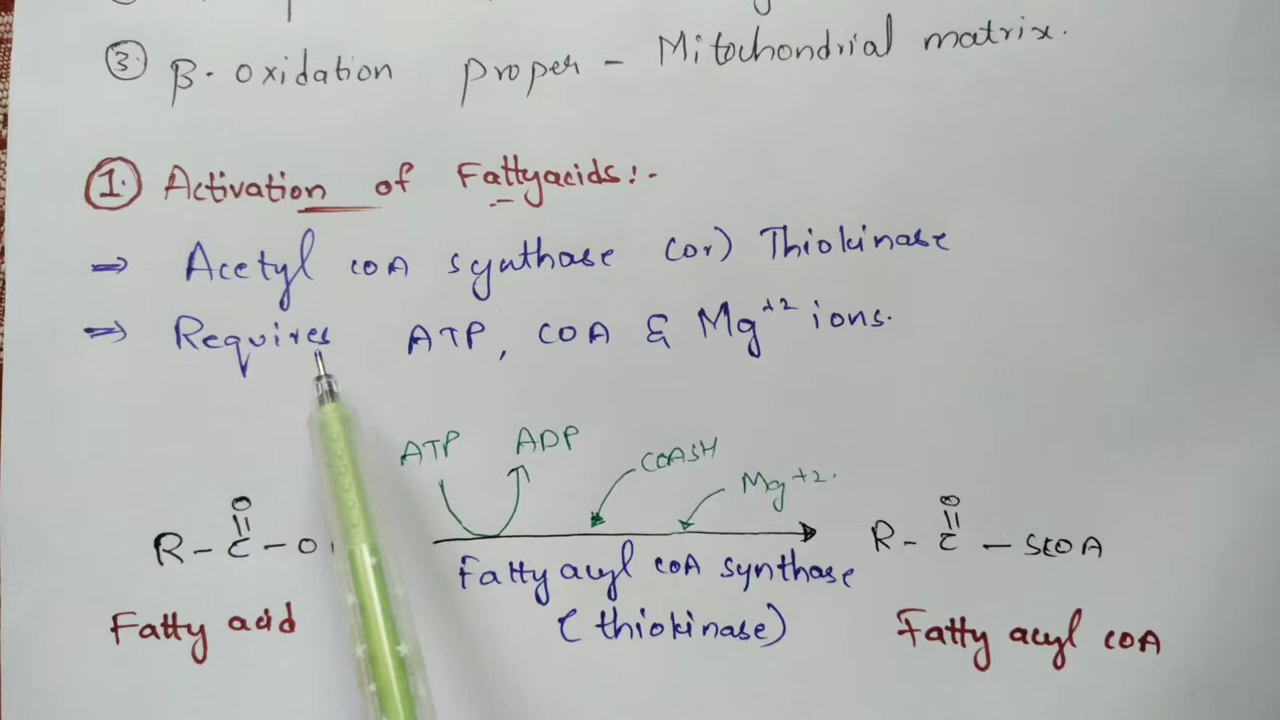 ③ β-oxidation proper - Mitochondrial matrix.
①. Activation of Fattyacids:-
⇒ Acetyl COA synthase (or) Thiokinase
⇒ Requires ATP, COA & Mg+2 ions.
ATP ADP COASH Mg+2.
O O
R - C - O R - C - SCOA
Fatty acyl COA synthase
(thiokinase)
Fatty acid Fatty acyl COA